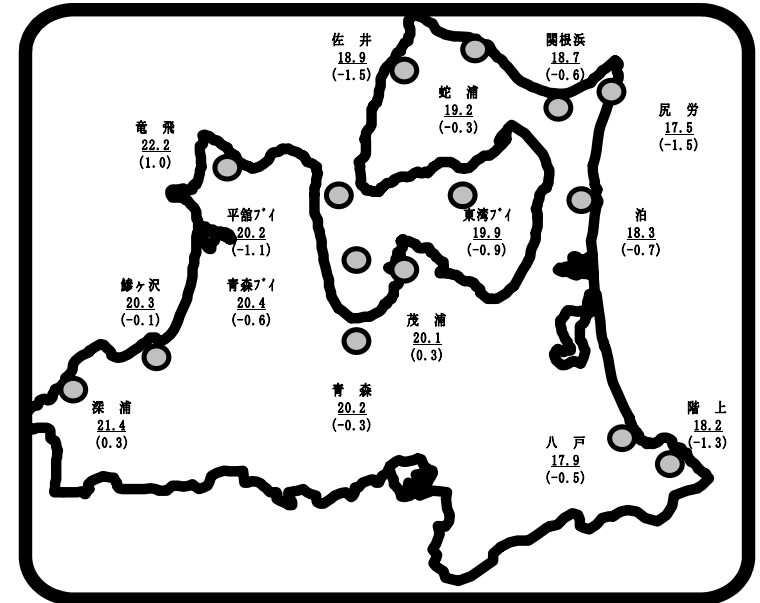 佐　井
18.9
(-1.5)
関根浜
18.7
(-0.6)
蛇　浦
19.2
(-0.3)
尻　労
17.5
(-1.5)
竜　飛
22.2
(1.0)
平舘ﾌﾞｲ
20.2
(-1.1)
東湾ﾌﾞｲ
19.9
(-0.9)
泊
18.3
(-0.7)
鰺ヶ沢
20.3
(-0.1)
青森ﾌﾞｲ
20.4
(-0.6)
茂　浦
20.1
(0.3)
青　森
20.2
(-0.3)
深　浦
21.4
(0.3)
階　上
18.2
(-1.3)
八　戸
17.9
(-0.5)